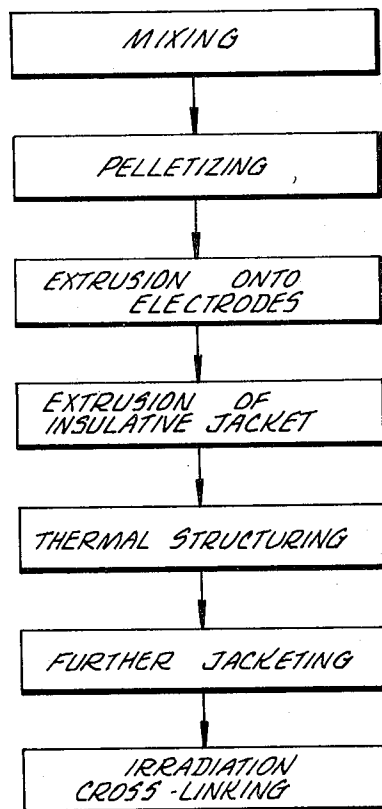 MIXING
PELLETIZING
EXTRUSION ONTO
ELECTRODES
EXTRUSION OF
INSULATIVE JACKET
THERMAL STRUCTURING
FURTHER JACKETING
IRRADIATION
CROSS-LINKING